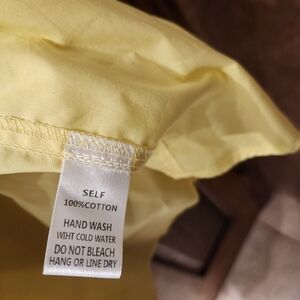 SELF
100%COTTON
HAND WASH
WIHT COLD WATER
DO NOT BLEACH
HANG OR LINE DRY